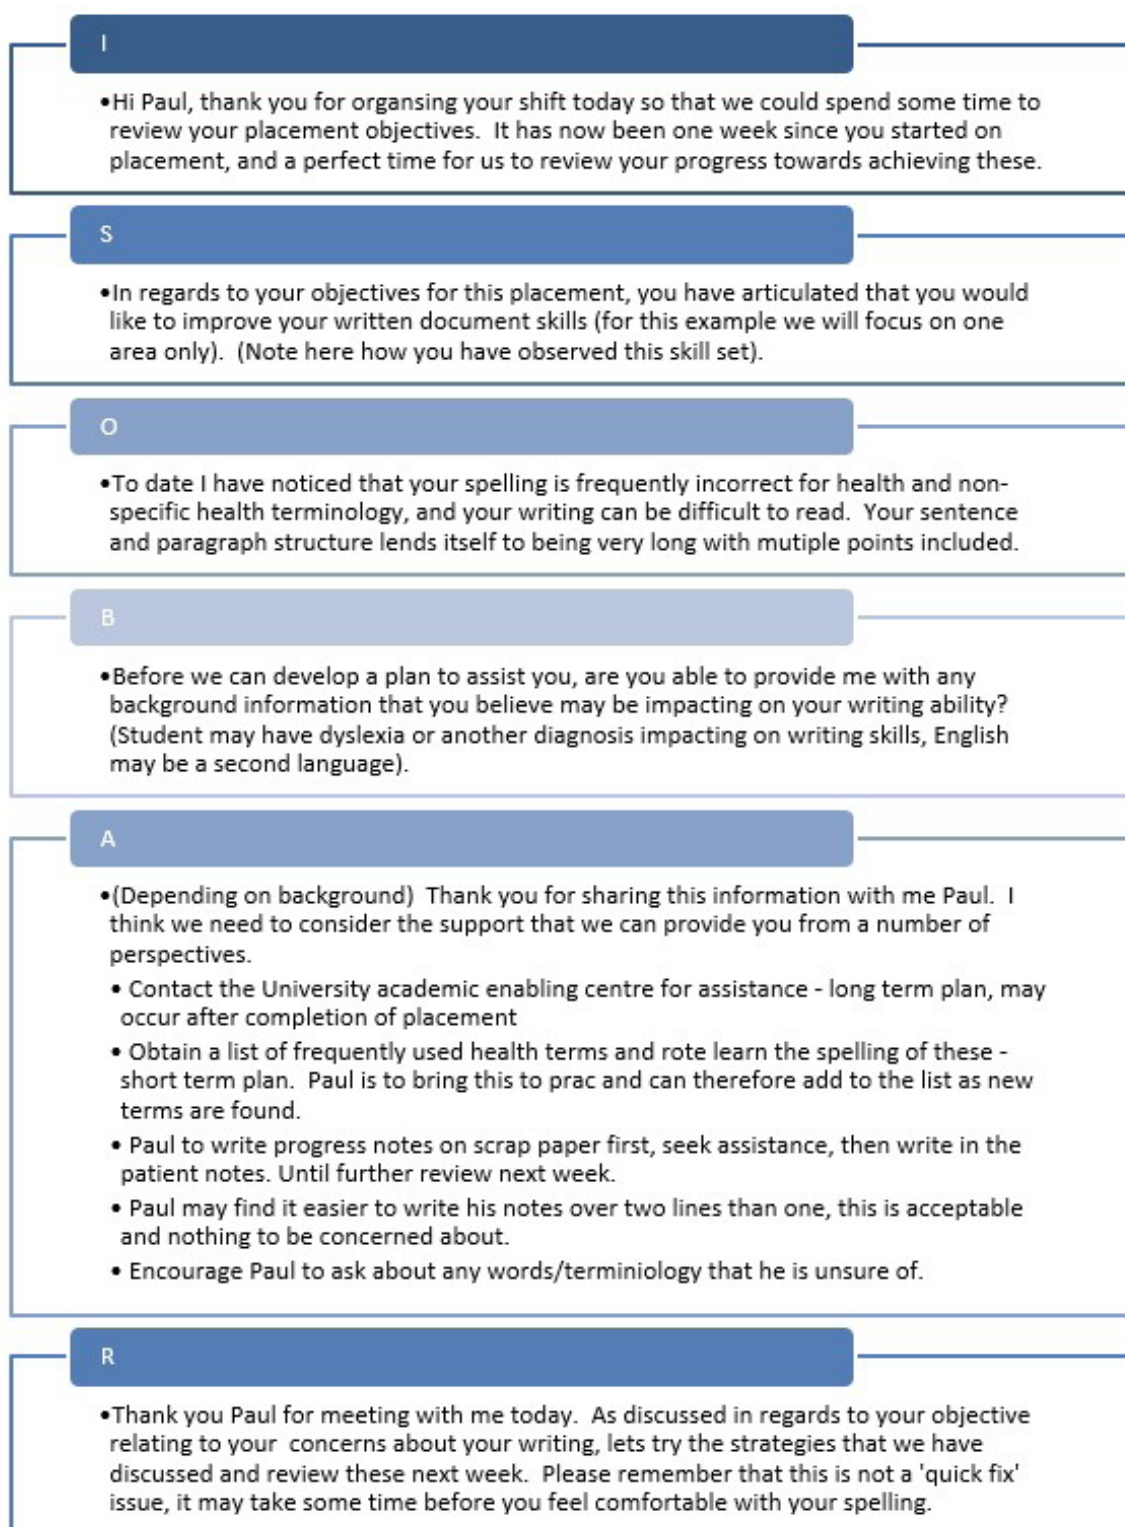 I
•Hi Paul, thank you for organsing your shift today so that we could spend some time to
review your placement objectives.  It has now been one week since you started on
placement, and a perfect time for us to review your progress towards achieving these.
S
•In regards to your objectives for this placement, you have articulated that you would
like to improve your written document skills (for this example we will focus on one
area only).  (Note here how you have observed this skill set).
O
•To date I have noticed that your spelling is frequently incorrect for health and non-
specific health terminology, and your writing can be difficult to read.  Your sentence
and paragraph structure lends itself to being very long with mutiple points included.
B
•Before we can develop a plan to assist you, are you able to provide me with any
background information that you believe may be impacting on your writing ability?
(Student may have dyslexia or another diagnosis impacting on writing skills, English
may be a second language).
A
•(Depending on background)  Thank you for sharing this information with me Paul.  I
think we need to consider the support that we can provide you from a number of
perspectives.
• Contact the University academic enabling centre for assistance - long term plan, may
occur after completion of placement
• Obtain a list of frequently used health terms and rote learn the spelling of these -
short term plan.  Paul is to bring this to prac and can therefore add to the list as new
terms are found.
• Paul to write progress notes on scrap paper first, seek assistance, then write in the
patient notes. Until further review next week.
• Paul may find it easier to write his notes over two lines than one, this is acceptable
and nothing to be concerned about.
• Encourage Paul to ask about any words/terminiology that he is unsure of.
R
•Thank you Paul for meeting with me today.  As discussed in regards to your objective
relating to your  concerns about your writing, lets try the strategies that we have
discussed and review these next week.  Please remember that this is not a 'quick fix'
issue, it may take some time before you feel comfortable with your spelling.